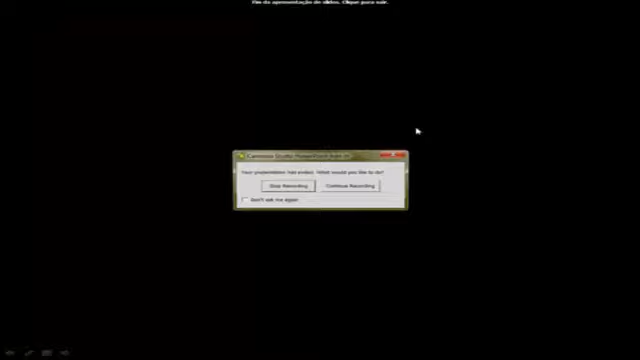 Fim da apresentação de slides. Clique para sair.
Camtasia Studio PowerPoint Add-in
Your presentation has ended. What would you like to do?
Stop Recording
Continue Recording
Don't ask me again